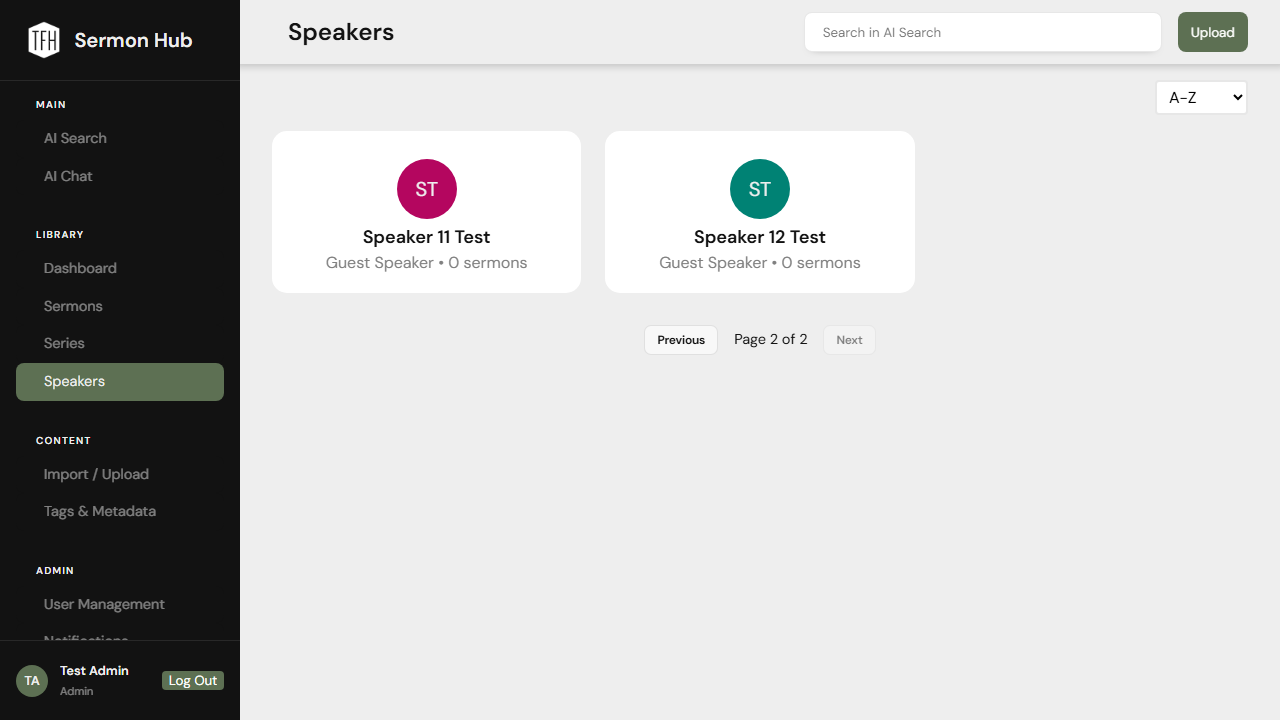 TFH Sermon Hub
MAIN
AI Search
AI Chat
LIBRARY
Dashboard
Sermons
Series
Speakers
CONTENT
Import / Upload
Tags & Metadata
ADMIN
User Management
Notifications
TA
Test Admin
Admin
Log Out
Speakers
Search in AI Search
Upload
A-Z
ST
Speaker 11 Test
Guest Speaker • 0 sermons
ST
Speaker 12 Test
Guest Speaker • 0 sermons
Previous
Page 2 of 2
Next